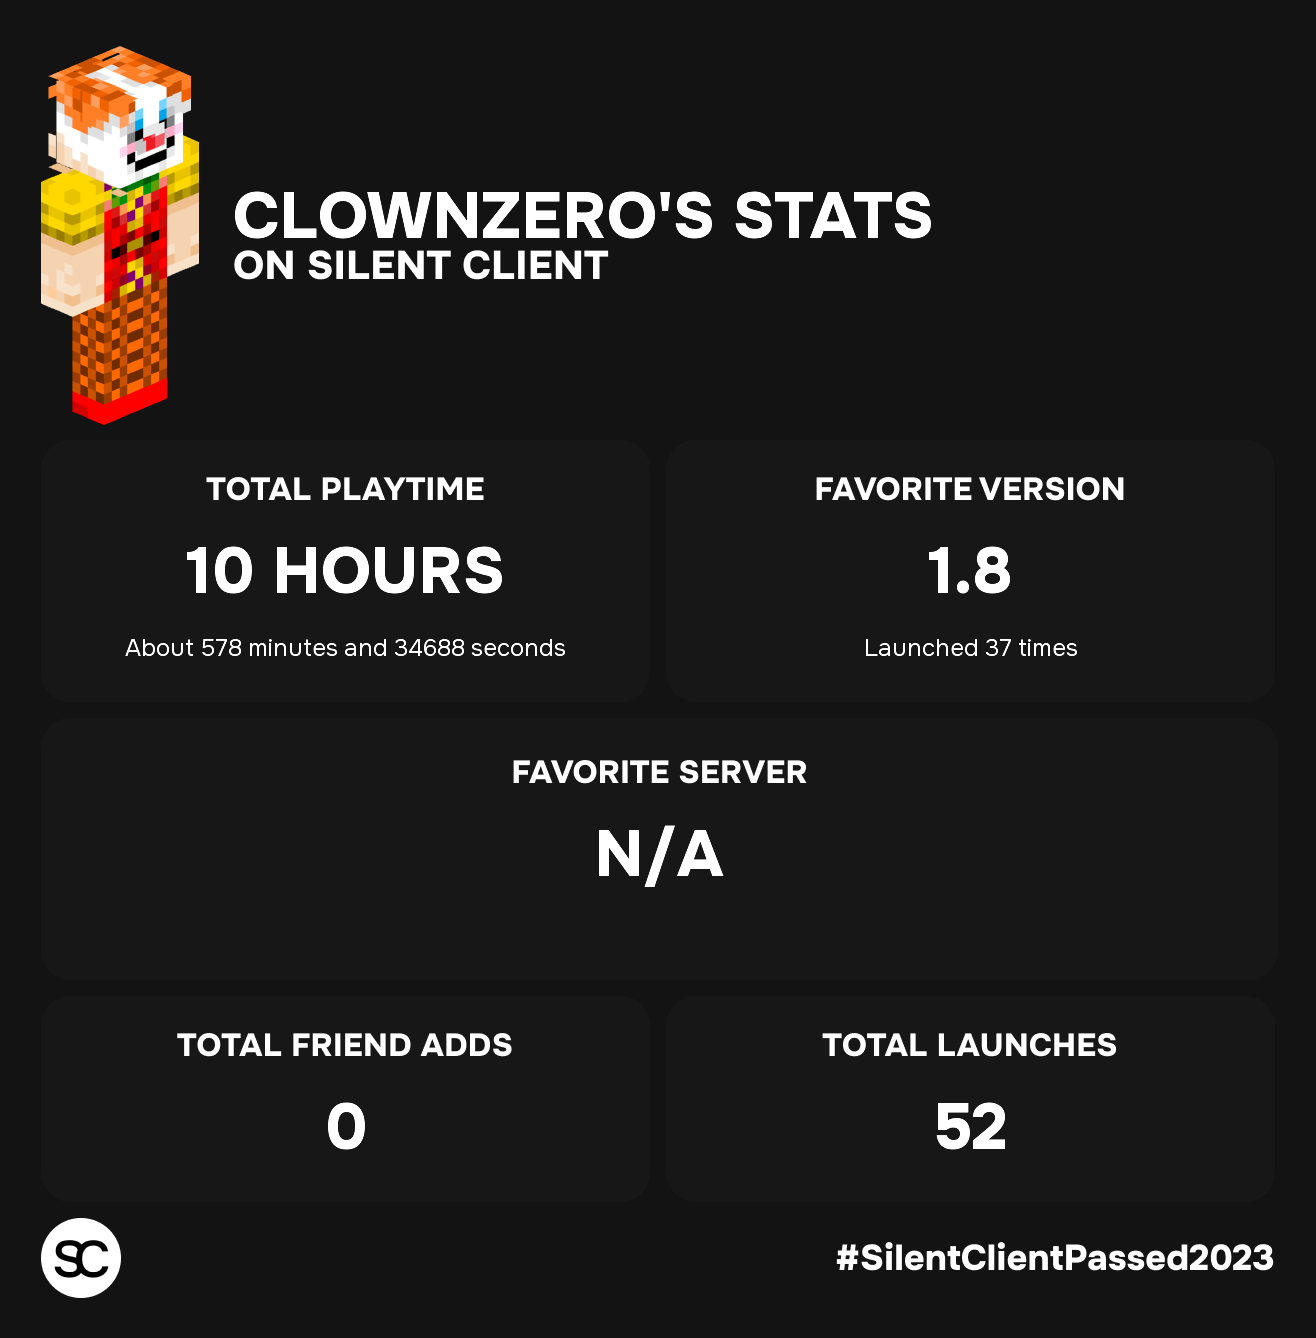 CLOWNZERO'S STATS
ON SILENT CLIENT
TOTAL PLAYTIME
10 HOURS
About 578 minutes and 34688 seconds
FAVORITE VERSION
1.8
Launched 37 times
FAVORITE SERVER
N/A
TOTAL FRIEND ADDS
0
TOTAL LAUNCHES
52
SC
#SilentClientPassed2023